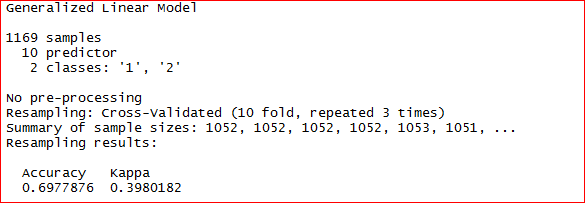 Generalized Linear Model
1169 samples
10 predictor
2 classes: '1', '2'
No pre-processing
Resampling: Cross-Validated (10 fold, repeated 3 times)
Summary of sample sizes: 1052, 1052, 1052, 1052, 1053, 1051, ...
Resampling results:
Accuracy Kappa
0.6977876 0.3980182